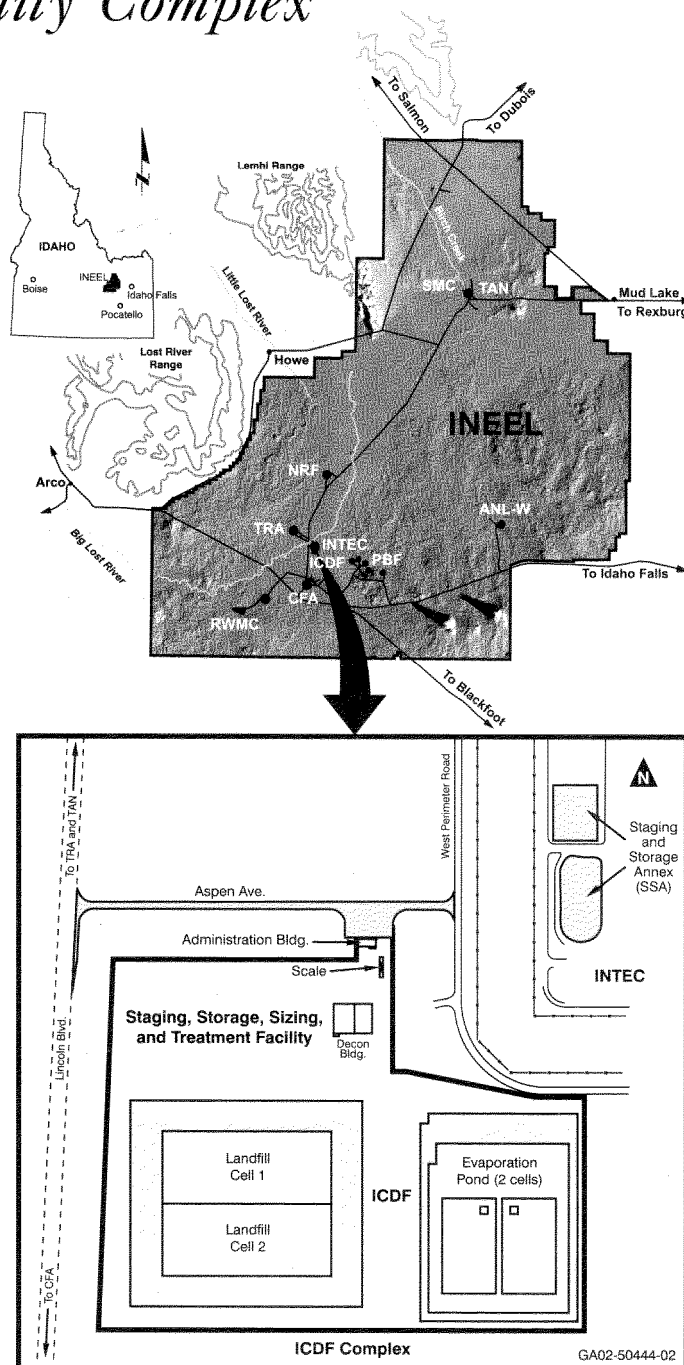 ility Complex
To Salmon
To Dubois
Lemhi Range
N
IDAHO
INEEL
Boise
Idaho Falls
Pocatello
Birch Creek
Little Lost River
SMC
TAN
Mud Lake
To Rexburg
Lost River
Range
Howe
INEEL
Arco
NRF
ANL-W
TRA
INTEC
ICDF
PBF
Big Lost River
To Idaho Falls
CFA
RWMC
To Blackfoot
To TRA and TAN
West Perimeter Road
N
Staging
and
Storage
Annex
(SSA)
Aspen Ave.
Administration Bldg.
Scale
INTEC
Lincoln Blvd.
Staging, Storage, Sizing,
and Treatment Facility
Decon
Bldg.
Landfill
Cell 1
Landfill
Cell 2
ICDF
Evaporation
Pond (2 cells)
To CFA
ICDF Complex
GA02-50444-02